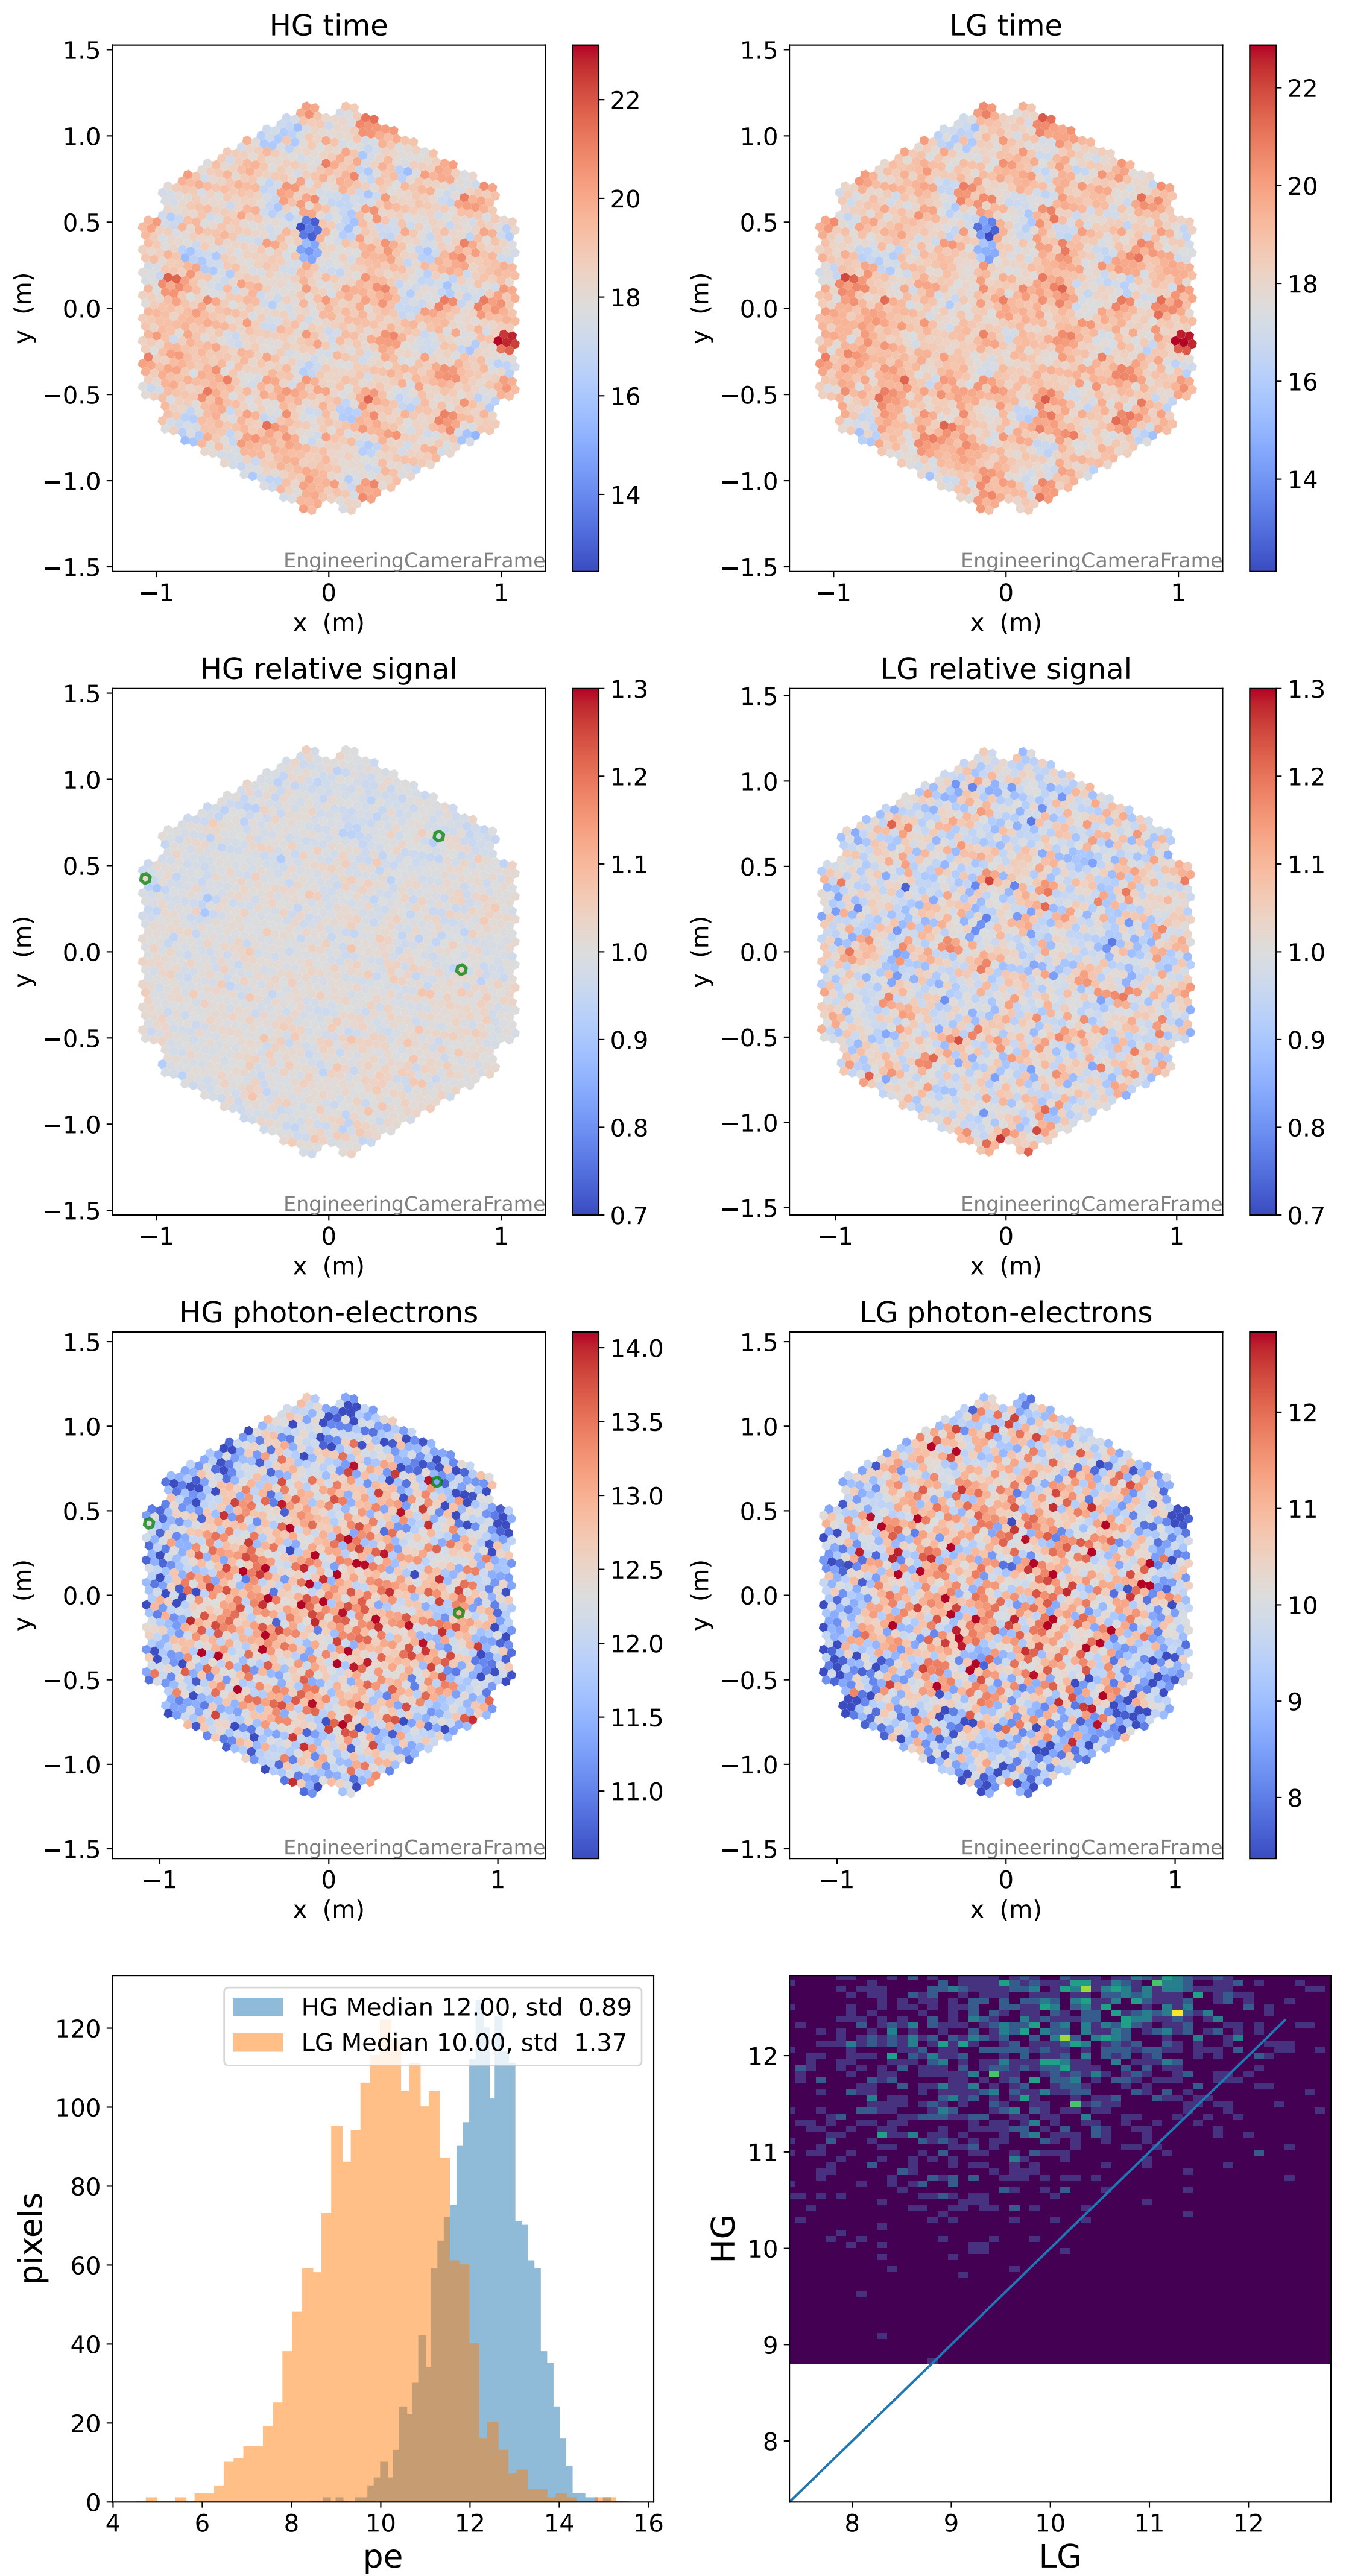 HG time
LG time
1.5
1.0
0.5
0.0
−0.5
−1.0
−1.5
y (m)
−1 0 1
x (m)
EngineeringCameraFrame
22
20
18
16
14
1.5
1.0
0.5
0.0
−0.5
−1.0
−1.5
y (m)
−1 0 1
x (m)
EngineeringCameraFrame
22
20
18
16
14
HG relative signal
LG relative signal
1.5
1.0
0.5
0.0
−0.5
−1.0
−1.5
y (m)
−1 0 1
x (m)
EngineeringCameraFrame
1.3
1.2
1.1
1.0
0.9
0.8
0.7
1.5
1.0
0.5
0.0
−0.5
−1.0
−1.5
y (m)
−1 0 1
x (m)
EngineeringCameraFrame
1.3
1.2
1.1
1.0
0.9
0.8
0.7
HG photon-electrons
LG photon-electrons
1.5
1.0
0.5
0.0
−0.5
−1.0
−1.5
y (m)
−1 0 1
x (m)
EngineeringCameraFrame
14.0
13.5
13.0
12.5
12.0
11.5
11.0
1.5
1.0
0.5
0.0
−0.5
−1.0
−1.5
y (m)
−1 0 1
x (m)
EngineeringCameraFrame
12
11
10
9
8
HG Median 12.00, std 0.89
LG Median 10.00, std 1.37
120
100
80
60
40
20
0
pixels
4 6 8 10 12 14 16
pe
12
11
10
9
8
HG
8 9 10 11 12
LG